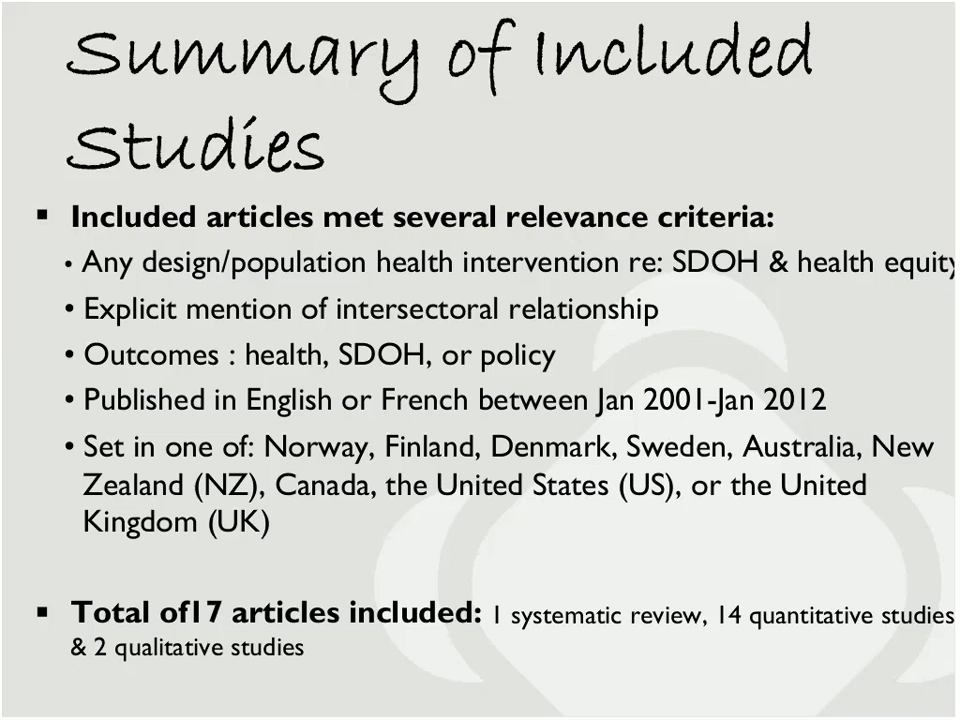 Summary of Included
Studies
▪ Included articles met several relevance criteria:
• Any design/population health intervention re: SDOH & health equity
• Explicit mention of intersectoral relationship
• Outcomes : health, SDOH, or policy
• Published in English or French between Jan 2001-Jan 2012
• Set in one of: Norway, Finland, Denmark, Sweden, Australia, New
Zealand (NZ), Canada, the United States (US), or the United
Kingdom (UK)
▪ Total of17 articles included: 1 systematic review, 14 quantitative studies
& 2 qualitative studies